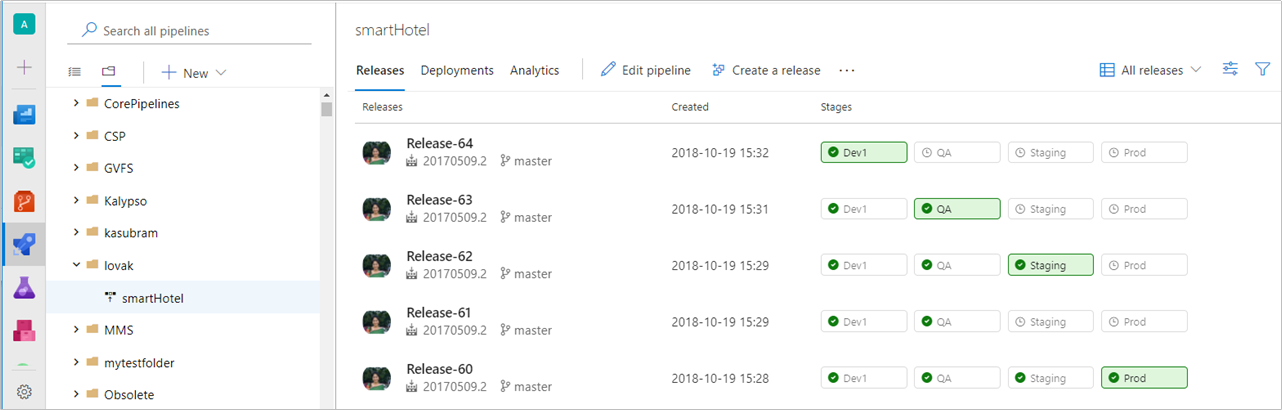 A
Search all pipelines
New
CorePipelines
CSP
GVFS
Kalypso
kasubram
lovak
smartHotel
MMS
mytestfolder
Obsolete
smartHotel
Releases Deployments Analytics Edit pipeline Create a release ... All releases
Releases Created Stages
Release-64
20170509.2 master
2018-10-19 15:32
Dev1 QA Staging Prod
Release-63
20170509.2 master
2018-10-19 15:31
Dev1 QA Staging Prod
Release-62
20170509.2 master
2018-10-19 15:29
Dev1 QA Staging Prod
Release-61
20170509.2 master
2018-10-19 15:29
Dev1 QA Staging Prod
Release-60
20170509.2 master
2018-10-19 15:28
Dev1 QA Staging Prod